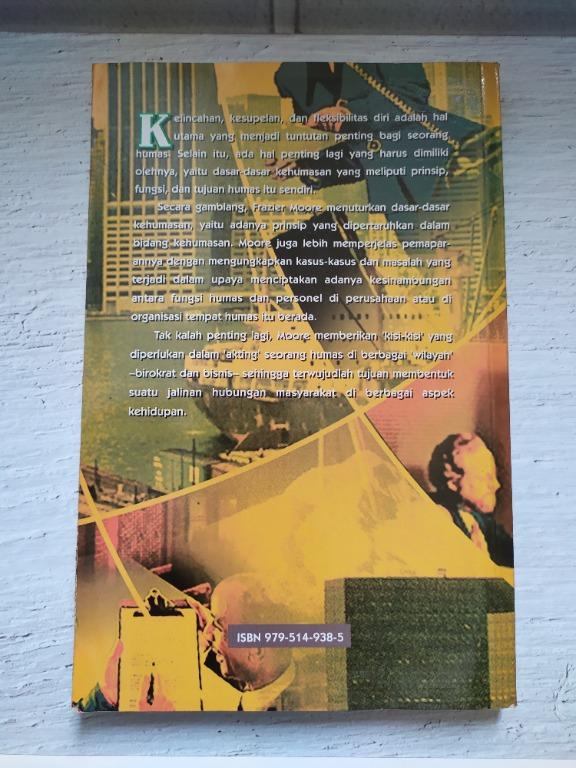 Kelincahan, kesupelan, dan fleksibilitas diri adalah hal
utama yang menjadi tuntutan penting bagi seorang
humas. Selain itu, ada hal penting lagi yang harus dimiliki
olehnya, yaitu dasar-dasar kehumasan yang meliputi prinsip,
fungsi, dan tujuan humas itu sendiri.
Secara gamblang, Frazier Moore menuturkan dasar-dasar
kehumasan, yaitu adanya prinsip yang dipertaruhkan dalam
bidang kehumasan. Moore juga lebih memperjelas pemapar-
annya dengan mengungkapkan kasus-kasus dan masalah yang
terjadi dalam upaya menciptakan adanya kesinambungan
antara fungsi humas dan personel di perusahaan atau di
organisasi tempat humas itu berada.
Tak kalah penting lagi, Moore memberikan 'kisi-kisi' yang
diperlukan dalam 'akting' seorang humas di berbagai 'wilayah'
–birokrat dan bisnis– sehingga terwujudlah tujuan membentuk
suatu jalinan hubungan masyarakat di berbagai aspek
kehidupan.
ISBN 979-514-938-5